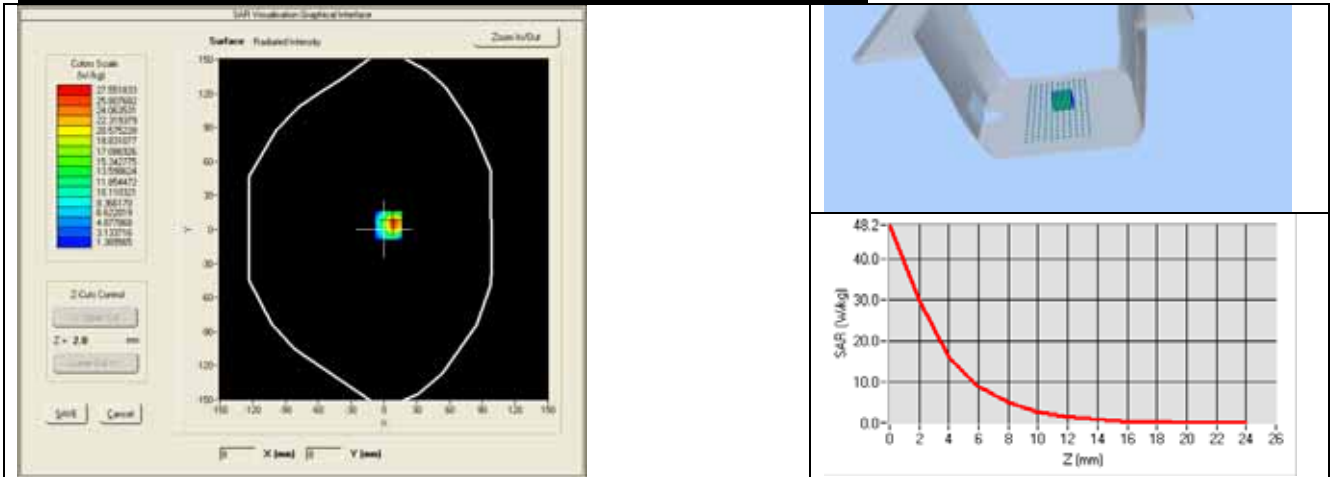 SAR Visualisation Graphical Interface
Surface Radiated Intensity
Zoom In/Out
Colors Scale
(W/kg)
27.551833
25.807682
24.063531
22.319379
20.575228
18.831077
17.086926
15.342775
13.598624
11.854472
10.110321
8.366170
6.622019
4.877868
3.133716
150
120
90
60
30
Y 0
-30
-60
-90
-120
-150
-150 -120 -90 -60 -30 0 30 60 90 120 150
X
Z Cuts Control
Z = 2.0 mm
SAVE Cancel
0 X (mm) 0 Y (mm)
48.2
40.0
30.0
20.0
10.0
0.0
SAR (W/kg)
0 2 4 6 8 10 12 14 16 18 20 22 24 26
Z (mm)